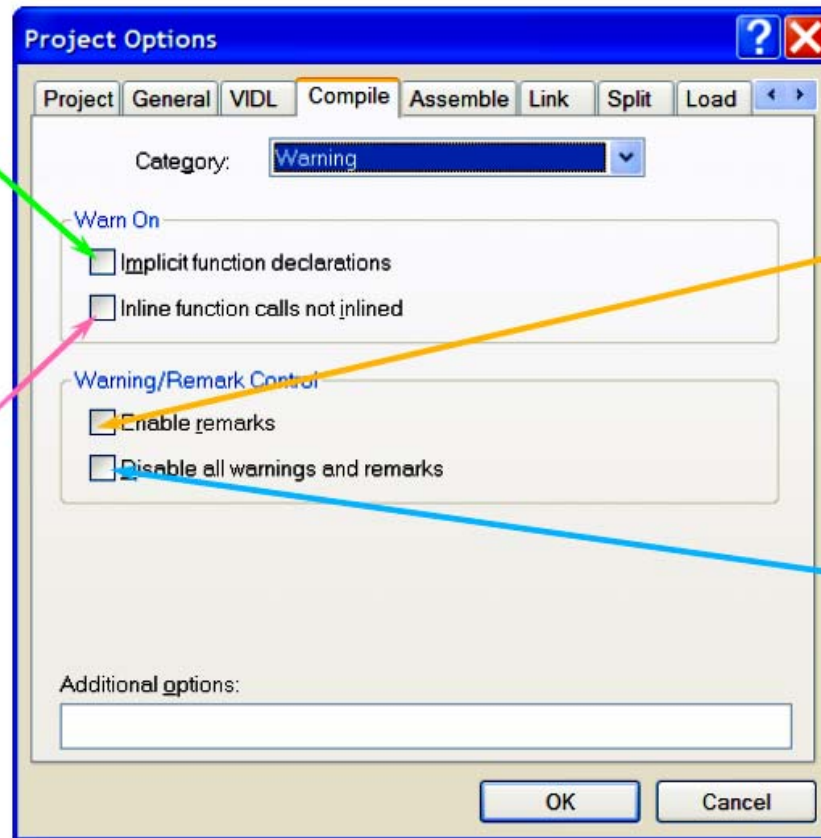 Project Options
Project General VIDL Compile Assemble Link Split Load
Category: Warning
Warn On
Implicit function declarations
Inline function calls not inlined
Warning/Remark Control
Enable remarks
Disable all warnings and remarks
Additional options:
OK Cancel